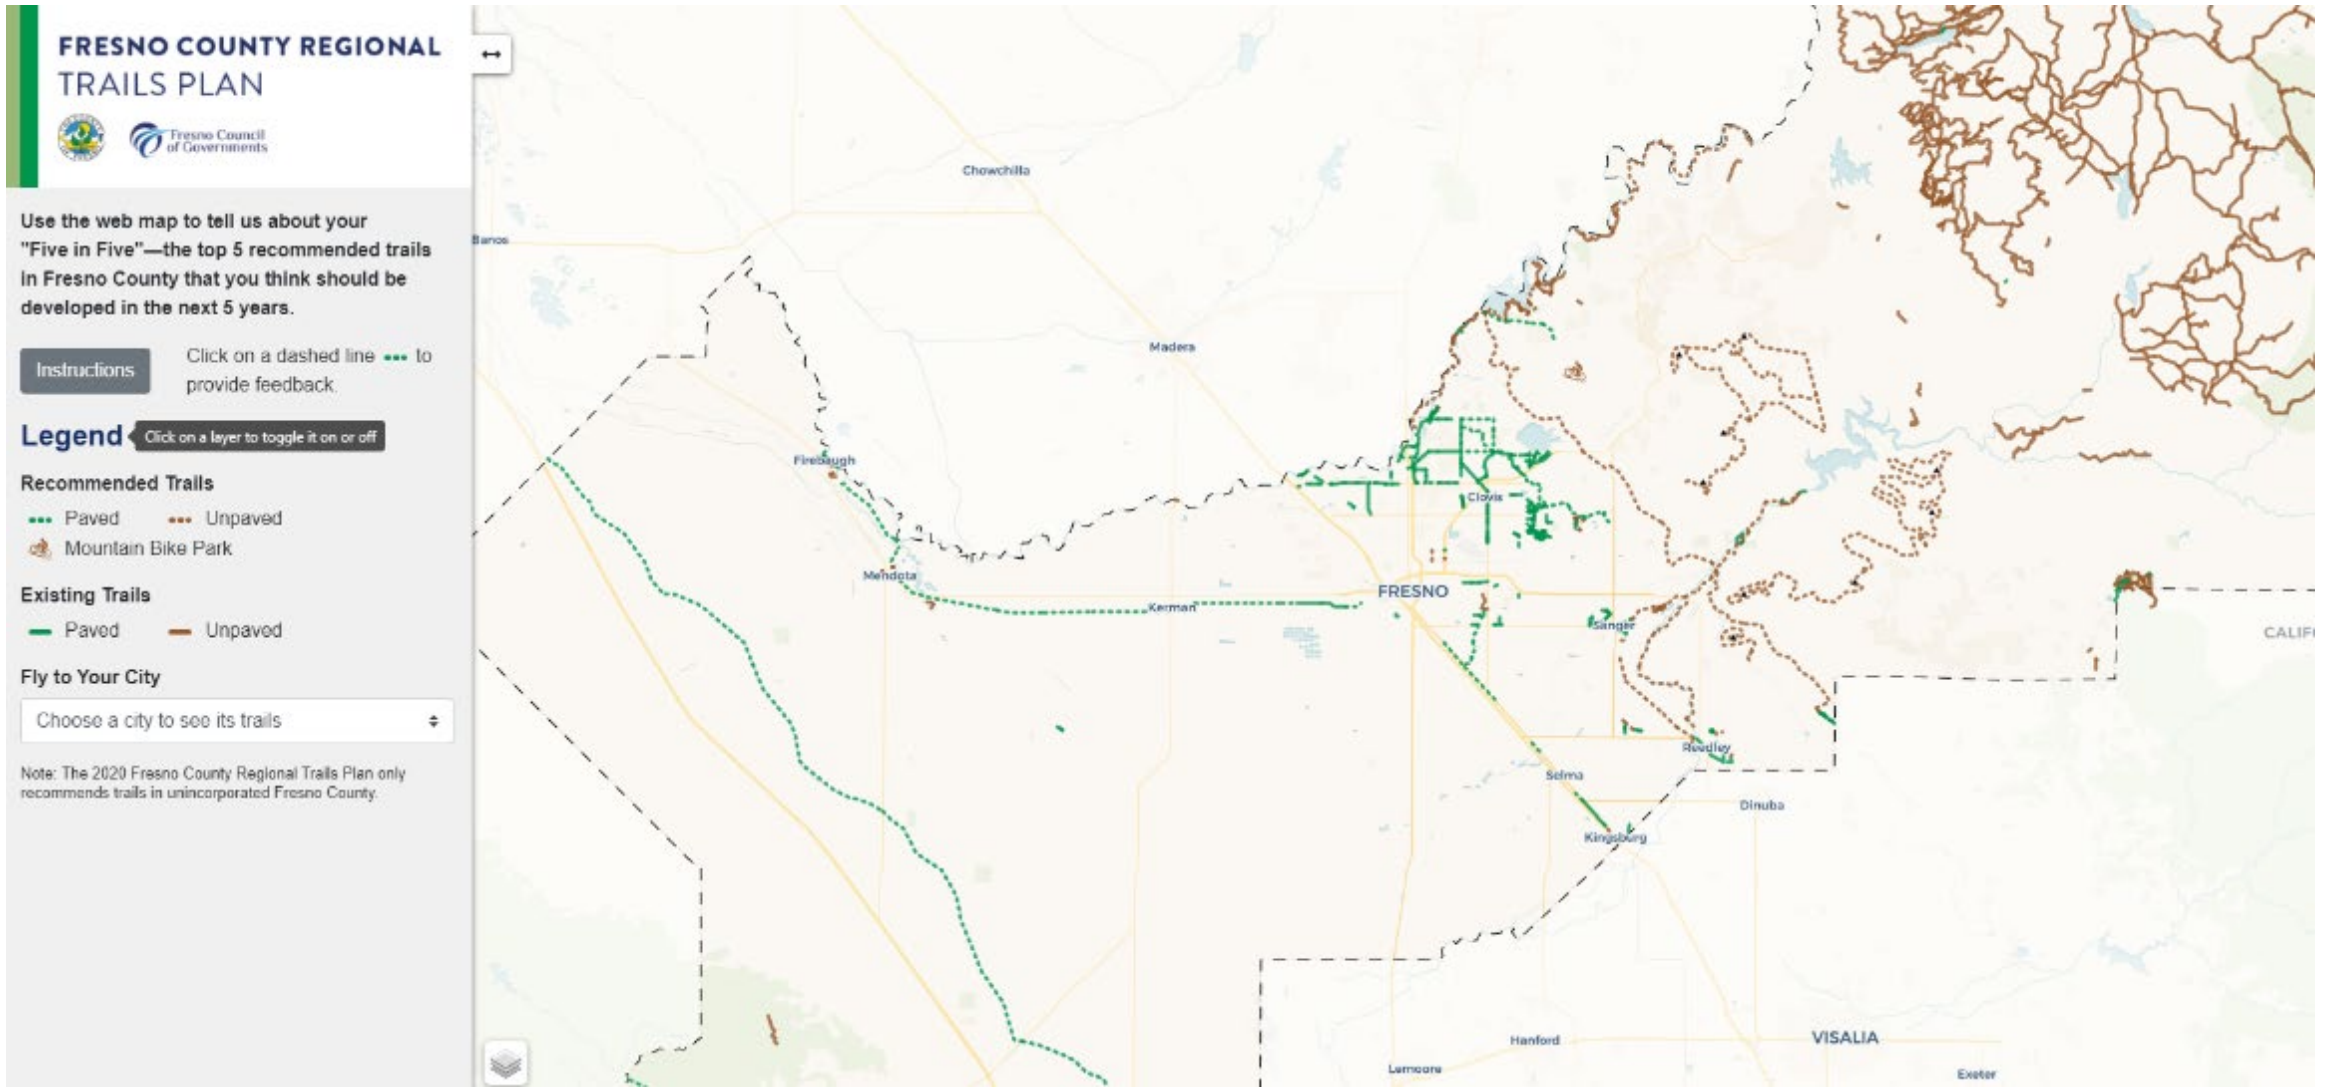 FRESNO COUNTY REGIONAL
TRAILS PLAN
Fresno Council
of Governments
Use the web map to tell us about your
"Five in Five"—the top 5 recommended trails
in Fresno County that you think should be
developed in the next 5 years.
Instructions
Click on a dashed line to
provide feedback.
Legend
Click on a layer to toggle it on or off
Recommended Trails
Paved
Unpaved
Mountain Bike Park
Existing Trails
Paved
Unpaved
Fly to Your City
Choose a city to see its trails
Note: The 2020 Fresno County Regional Trails Plan only
recommends trails in unincorporated Fresno County.
Chowchilla
Banos
Madera
Firebaugh
Clovis
Mendota
FRESNO
Kerman
Sanger
CALIF
Reedley
Selma
Dinuba
Kingsburg
Hanford
VISALIA
Lemoore
Exeter